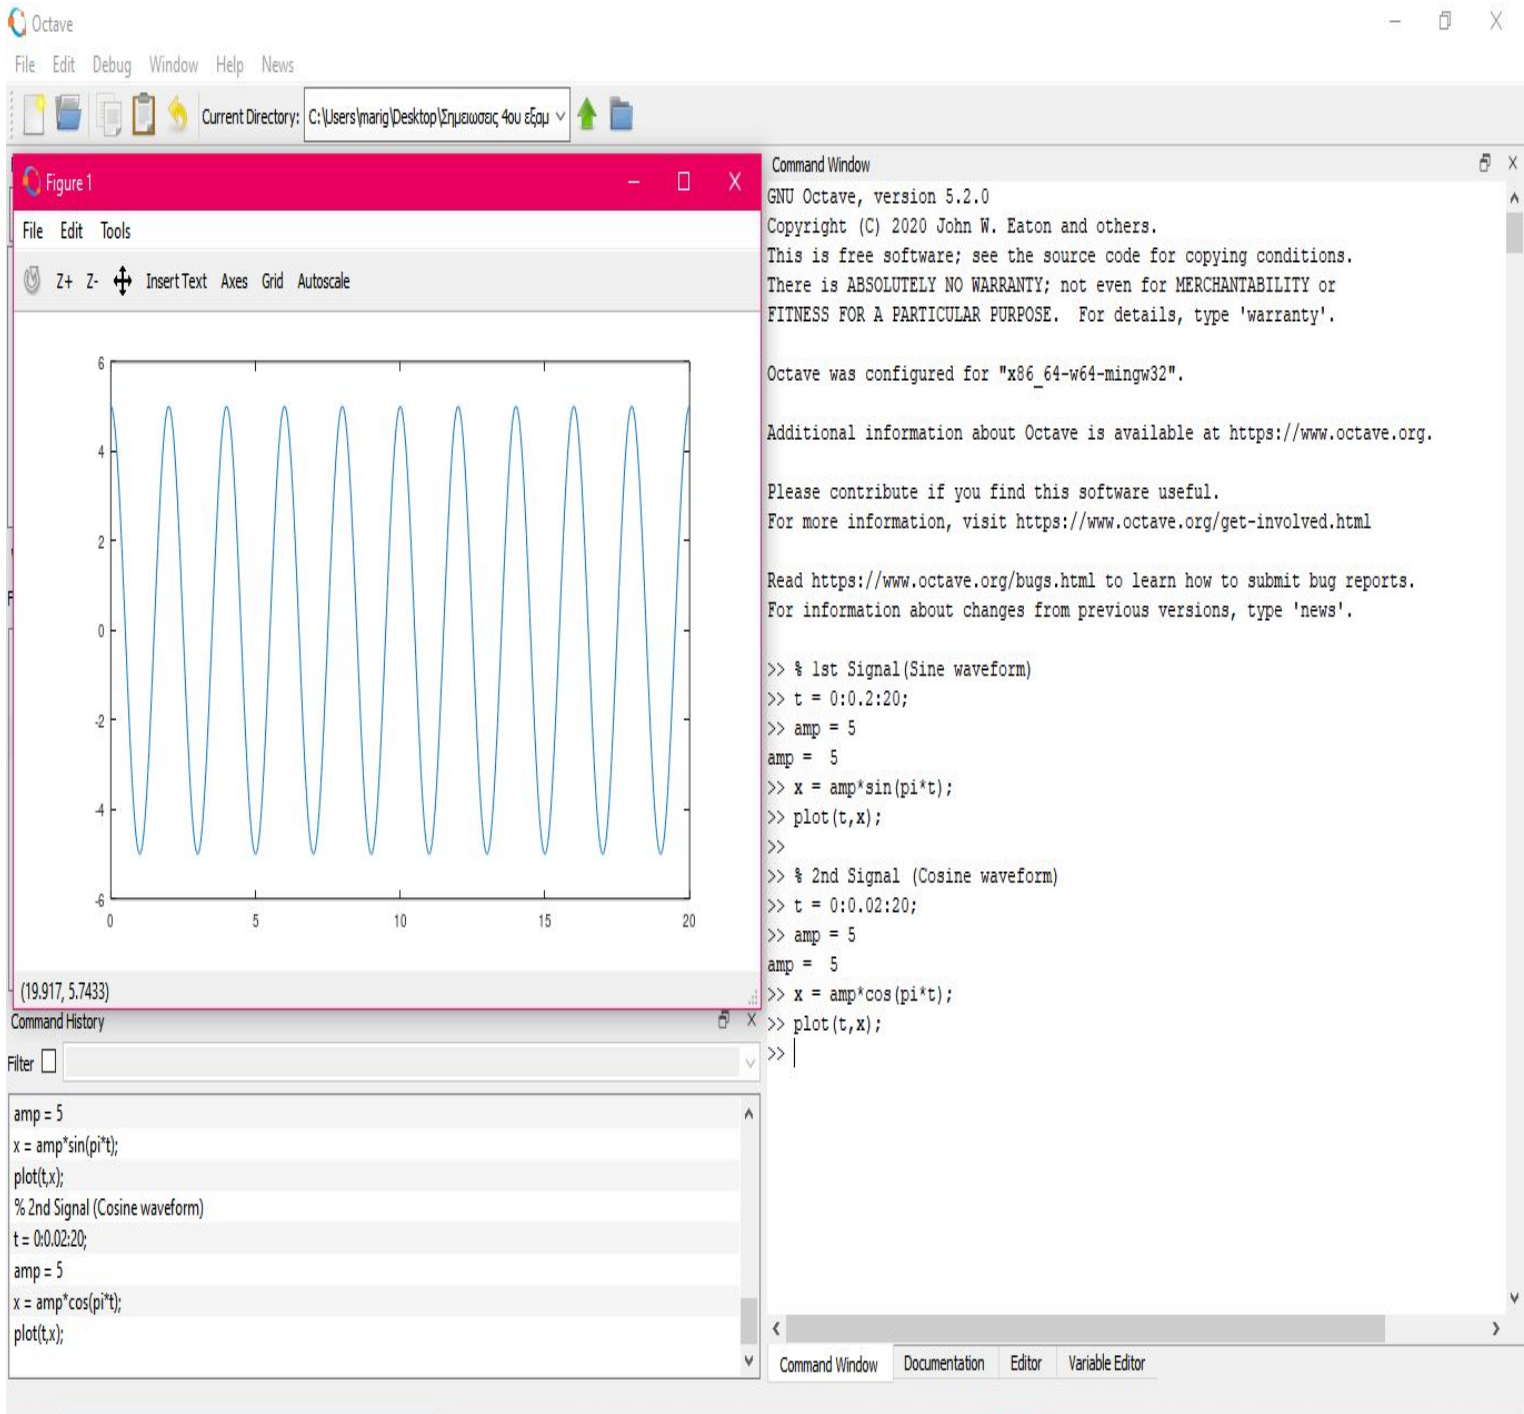 Octave
File Edit Debug Window Help News
Current Directory: C:\Users\marig\Desktop\Σημειωσεις 4ου εξαμ
Figure 1
File Edit Tools
Z+ Z- Insert Text Axes Grid Autoscale
6
4
2
0
-2
-4
-6
0 5 10 15 20
(19.917, 5.7433)
Command History
Filter
amp = 5
x = amp*sin(pi*t);
plot(t,x);
% 2nd Signal (Cosine waveform)
t = 0:0.02:20;
amp = 5
x = amp*cos(pi*t);
plot(t,x);
Command Window
GNU Octave, version 5.2.0
Copyright (C) 2020 John W. Eaton and others.
This is free software; see the source code for copying conditions.
There is ABSOLUTELY NO WARRANTY; not even for MERCHANTABILITY or
FITNESS FOR A PARTICULAR PURPOSE.  For details, type 'warranty'.
Octave was configured for "x86_64-w64-mingw32".
Additional information about Octave is available at https://www.octave.org.
Please contribute if you find this software useful.
For more information, visit https://www.octave.org/get-involved.html
Read https://www.octave.org/bugs.html to learn how to submit bug reports.
For information about changes from previous versions, type 'news'.
>> % 1st Signal(Sine waveform)
>> t = 0:0.2:20;
>> amp = 5
amp =  5
>> x = amp*sin(pi*t);
>> plot(t,x);
>>
>> % 2nd Signal (Cosine waveform)
>> t = 0:0.02:20;
>> amp = 5
amp =  5
>> x = amp*cos(pi*t);
>> plot(t,x);
>>
Command Window Documentation Editor Variable Editor